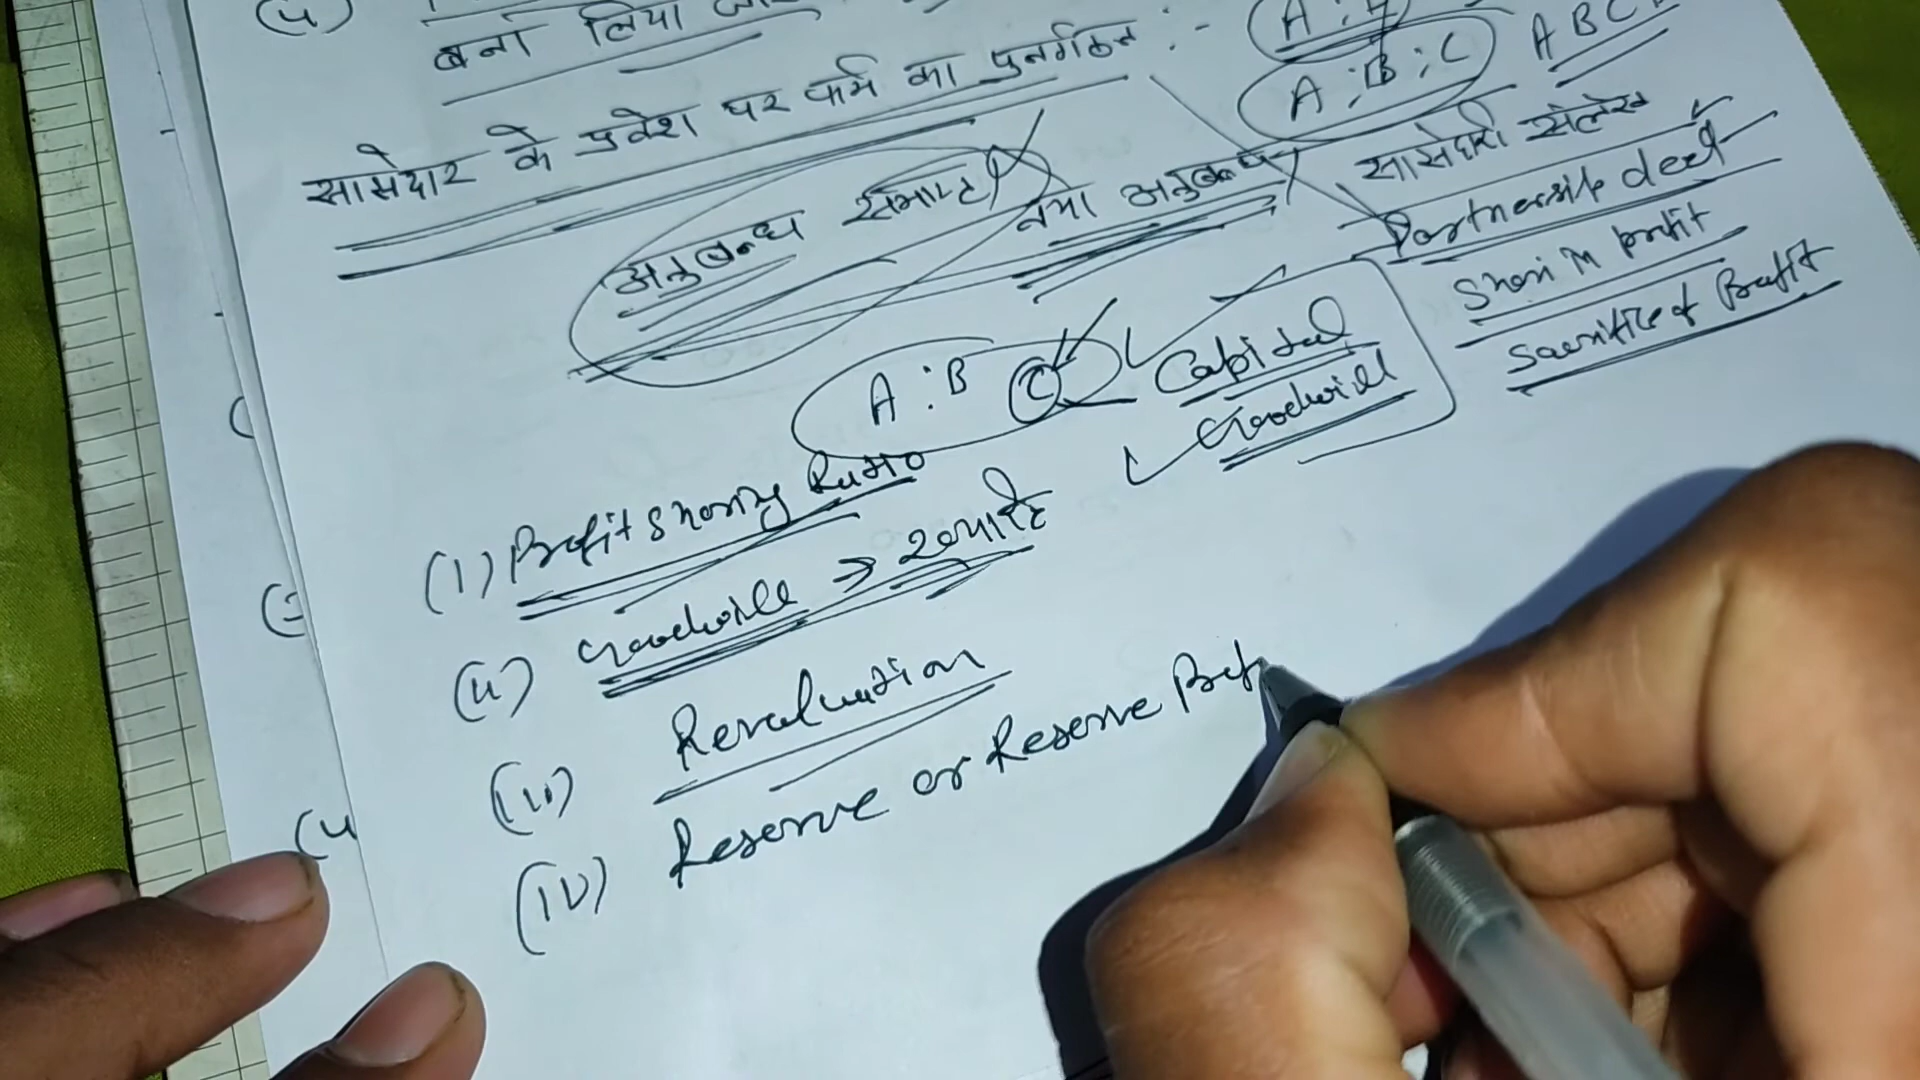 (4)
बना लिया
A B C
A : B : C
साझेदार के प्रवेश पर फर्म का पुनर्गठन :-
अनुबन्ध समाप्त
नया अनुबन्ध
साझेदारी संलेख
Partnership deed
Share in profit
Sacrifice of Profit
A : B C
Capital
Goodwill
(I) Profit Sharing Ratio
(II) Goodwill → ख्याति
(III) Revaluation
(IV) Reserve or Reserve Prof